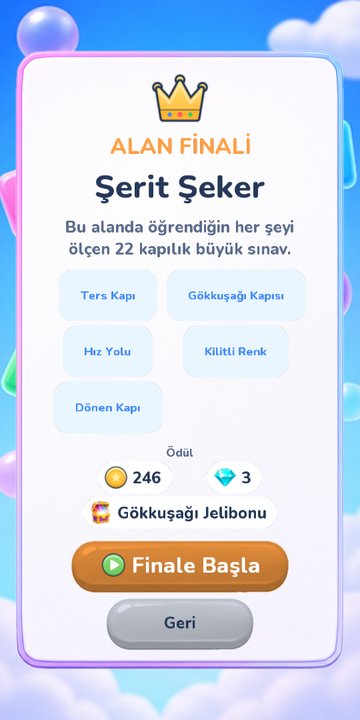 ALAN FİNALİ
Şerit Şeker
Bu alanda öğrendiğin her şeyi
ölçen 22 kapılık büyük sınav.
Ters Kapı
Gökkuşağı Kapısı
Hız Yolu
Kilitli Renk
Dönen Kapı
Ödül
246
3
Gökkuşağı Jelibonu
Finale Başla
Geri